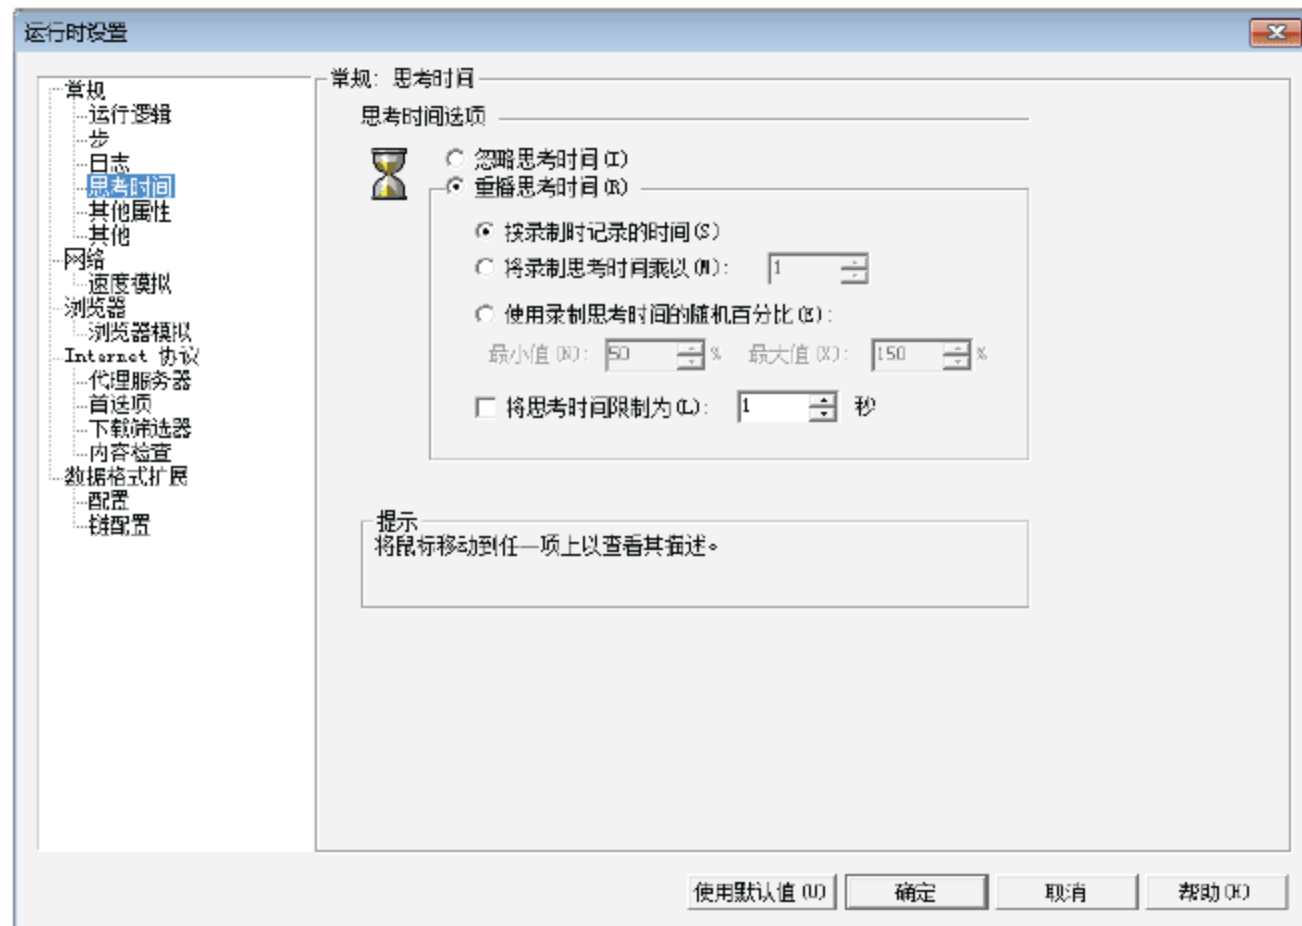 运行时设置
常规
运行逻辑
步
日志
思考时间
其他属性
其他
网络
速度模拟
浏览器
浏览器模拟
Internet 协议
代理服务器
首选项
下载筛选器
内容检查
数据格式扩展
配置
链配置
常规: 思考时间
思考时间选项
忽略思考时间(I)
重播思考时间(R)
按录制时记录的时间(S)
将录制思考时间乘以(M): 1
使用录制思考时间的随机百分比(E):
最小值(N): 50 % 最大值(X): 150 %
将思考时间限制为(L): 1 秒
提示
将鼠标移动到任一项上以查看其描述。
使用默认值(U) 确定 取消 帮助(H)